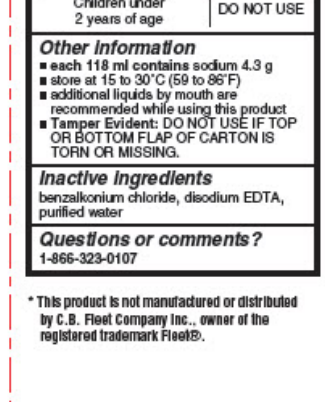 Children under
2 years of age
DO NOT USE
Other information
■ each 118 ml contains sodium 4.3 g
■ store at 15 to 30°C (59 to 86°F)
■ additional liquids by mouth are
recommended while using this product
■ Tamper Evident: DO NOT USE IF TOP
OR BOTTOM FLAP OF CARTON IS
TORN OR MISSING.
Inactive ingredients
benzalkonium chloride, disodium EDTA,
purified water
Questions or comments?
1-866-323-0107
* This product is not manufactured or distributed
by C.B. Fleet Company Inc., owner of the
registered trademark Fleet®.